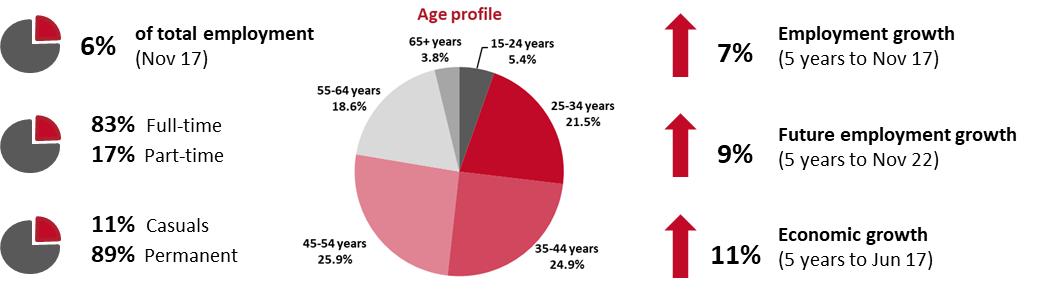 6% of total employment
(Nov 17)
83% Full-time
17% Part-time
11% Casuals
89% Permanent
Age profile
65+ years
3.8%
15-24 years
5.4%
55-64 years
18.6%
25-34 years
21.5%
45-54 years
25.9%
35-44 years
24.9%
7% Employment growth
(5 years to Nov 17)
9% Future employment growth
(5 years to Nov 22)
11% Economic growth
(5 years to Jun 17)